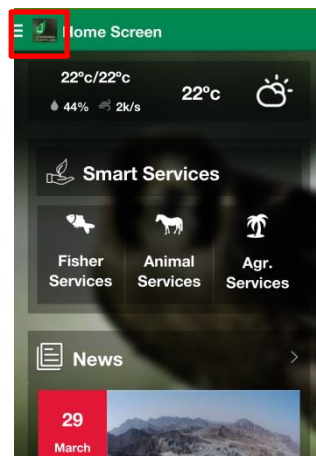 Home Screen
22°c/22°c
44% 2k/s
22°c
Smart Services
Fisher
Services
Animal
Services
Agr.
Services
News
29
March